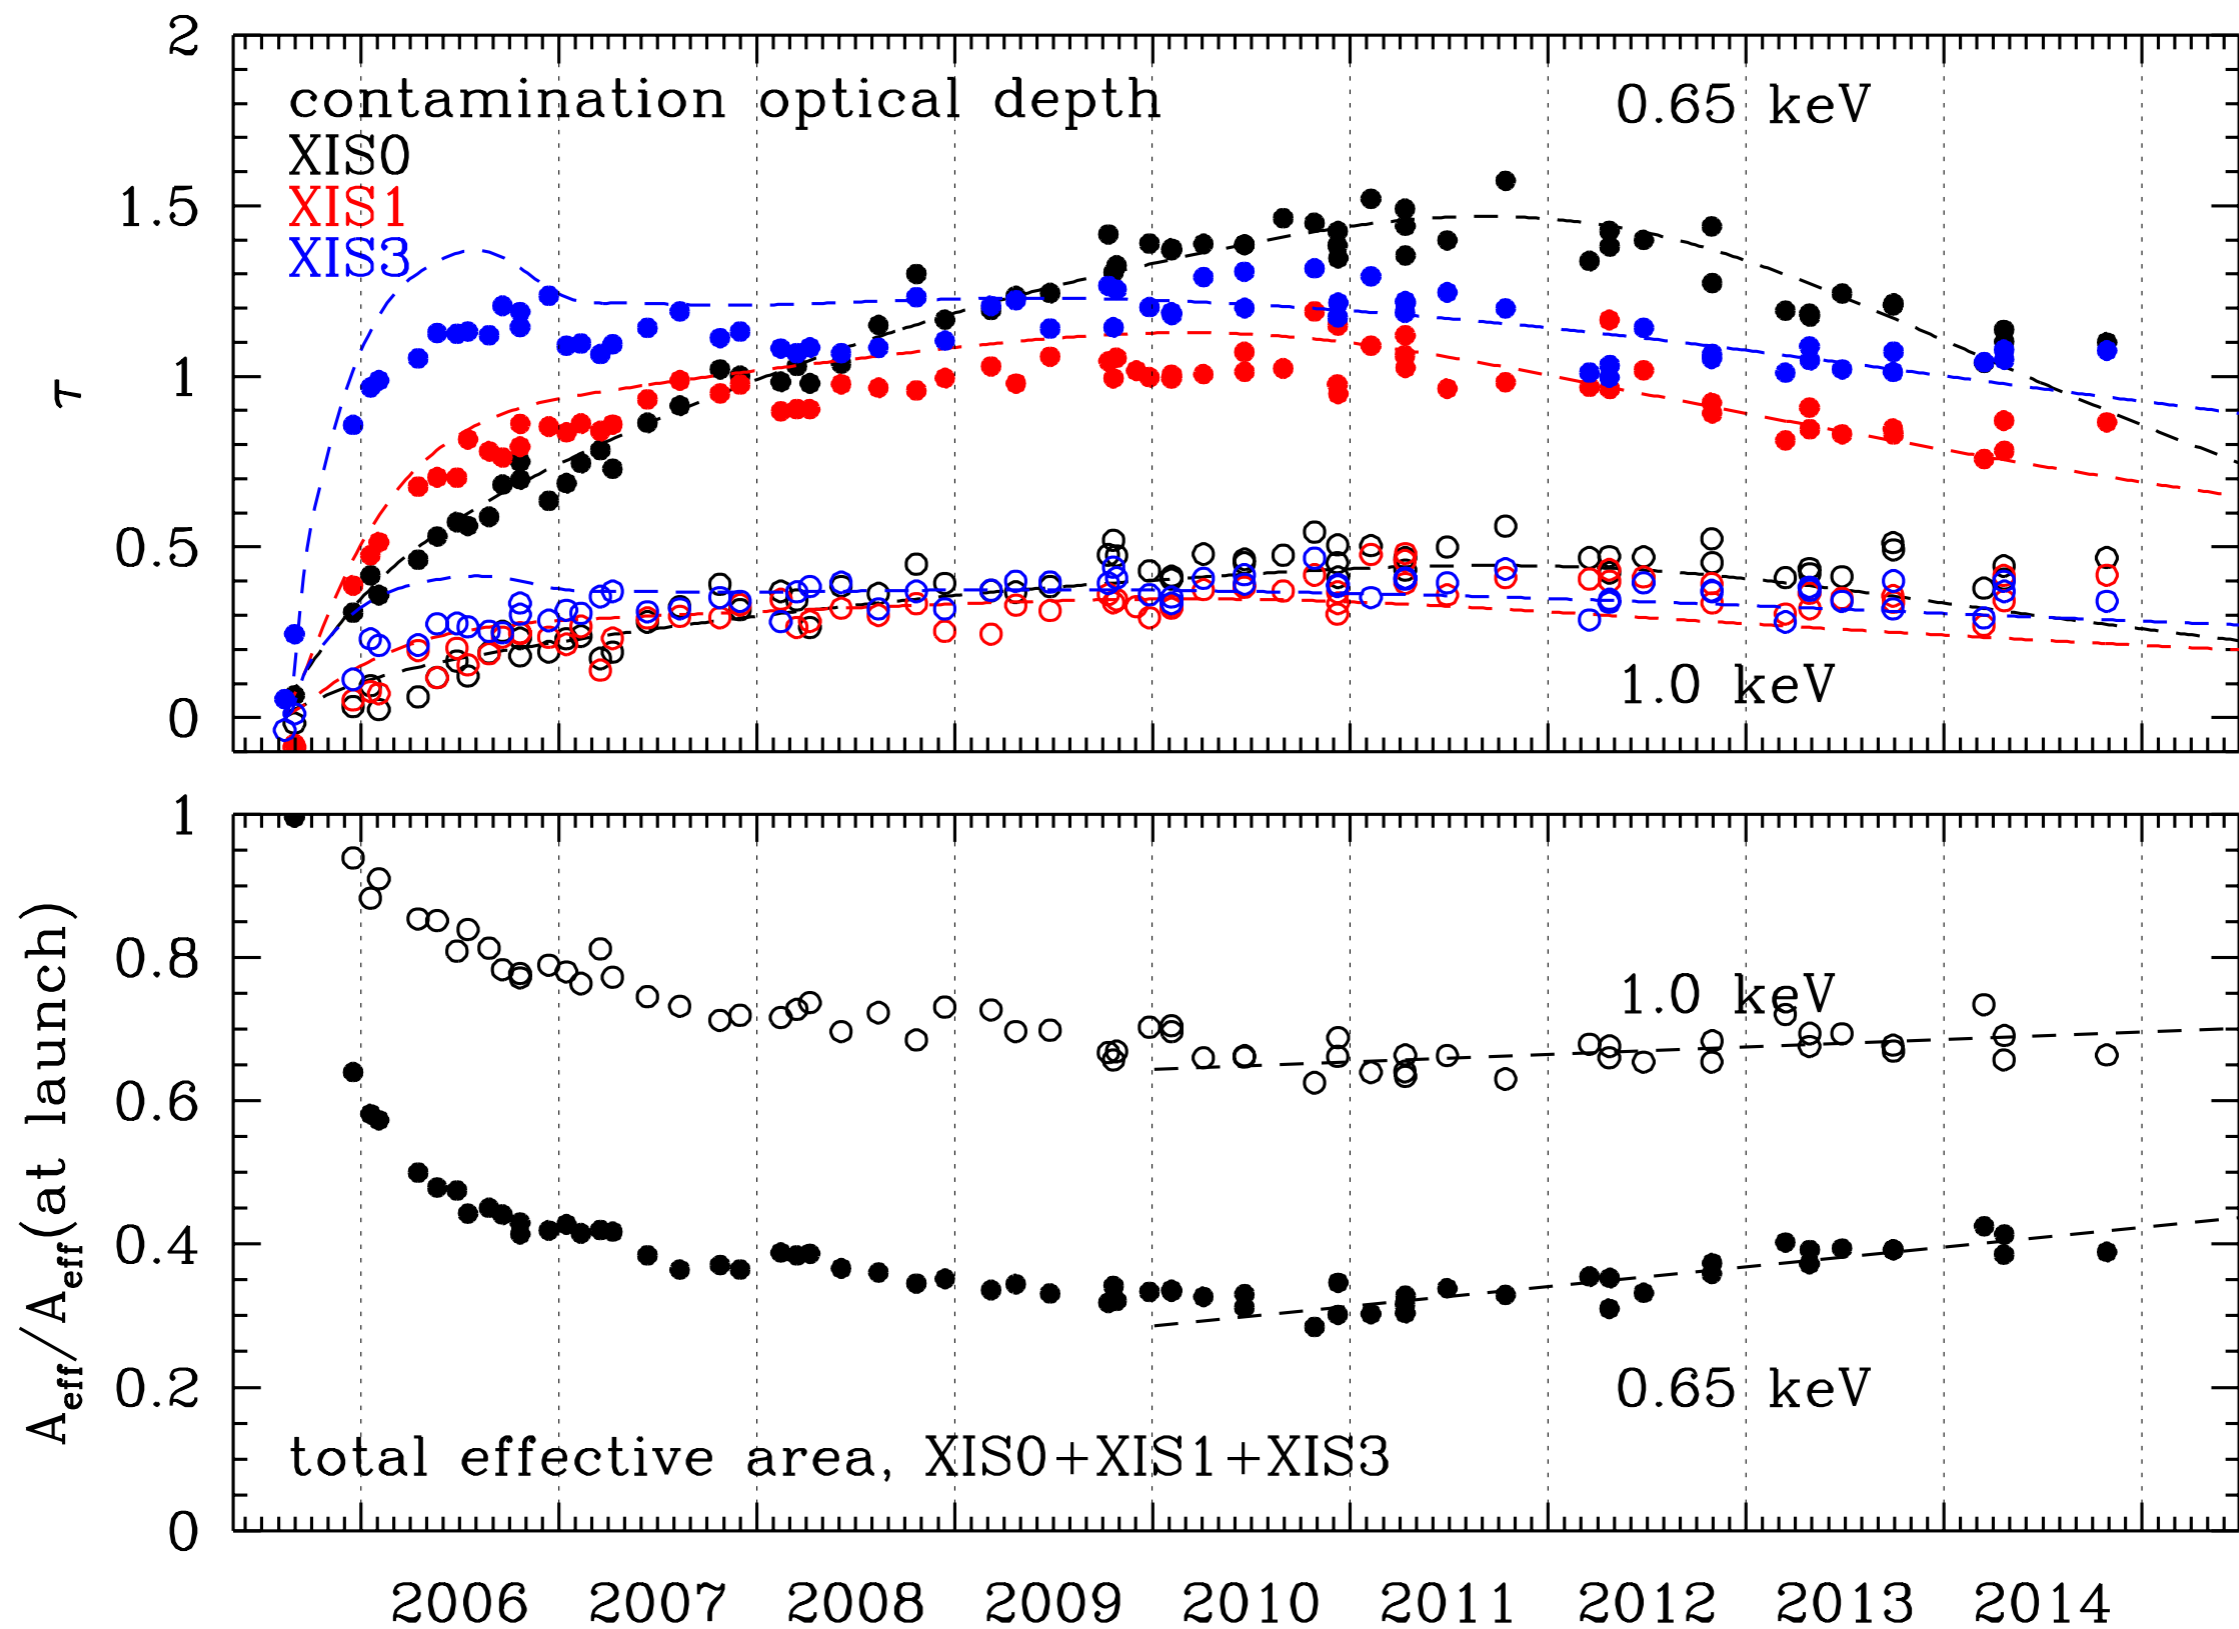 2
contamination optical depth
0.65 keV
XIS0
XIS1
XIS3
1.5
1
τ
0.5
0
1.0 keV
1
0.8
1.0 keV
0.6
A_eff/A_eff(at launch)
0.4
0.2
0.65 keV
total effective area, XIS0+XIS1+XIS3
0
2006 2007 2008 2009 2010 2011 2012 2013 2014